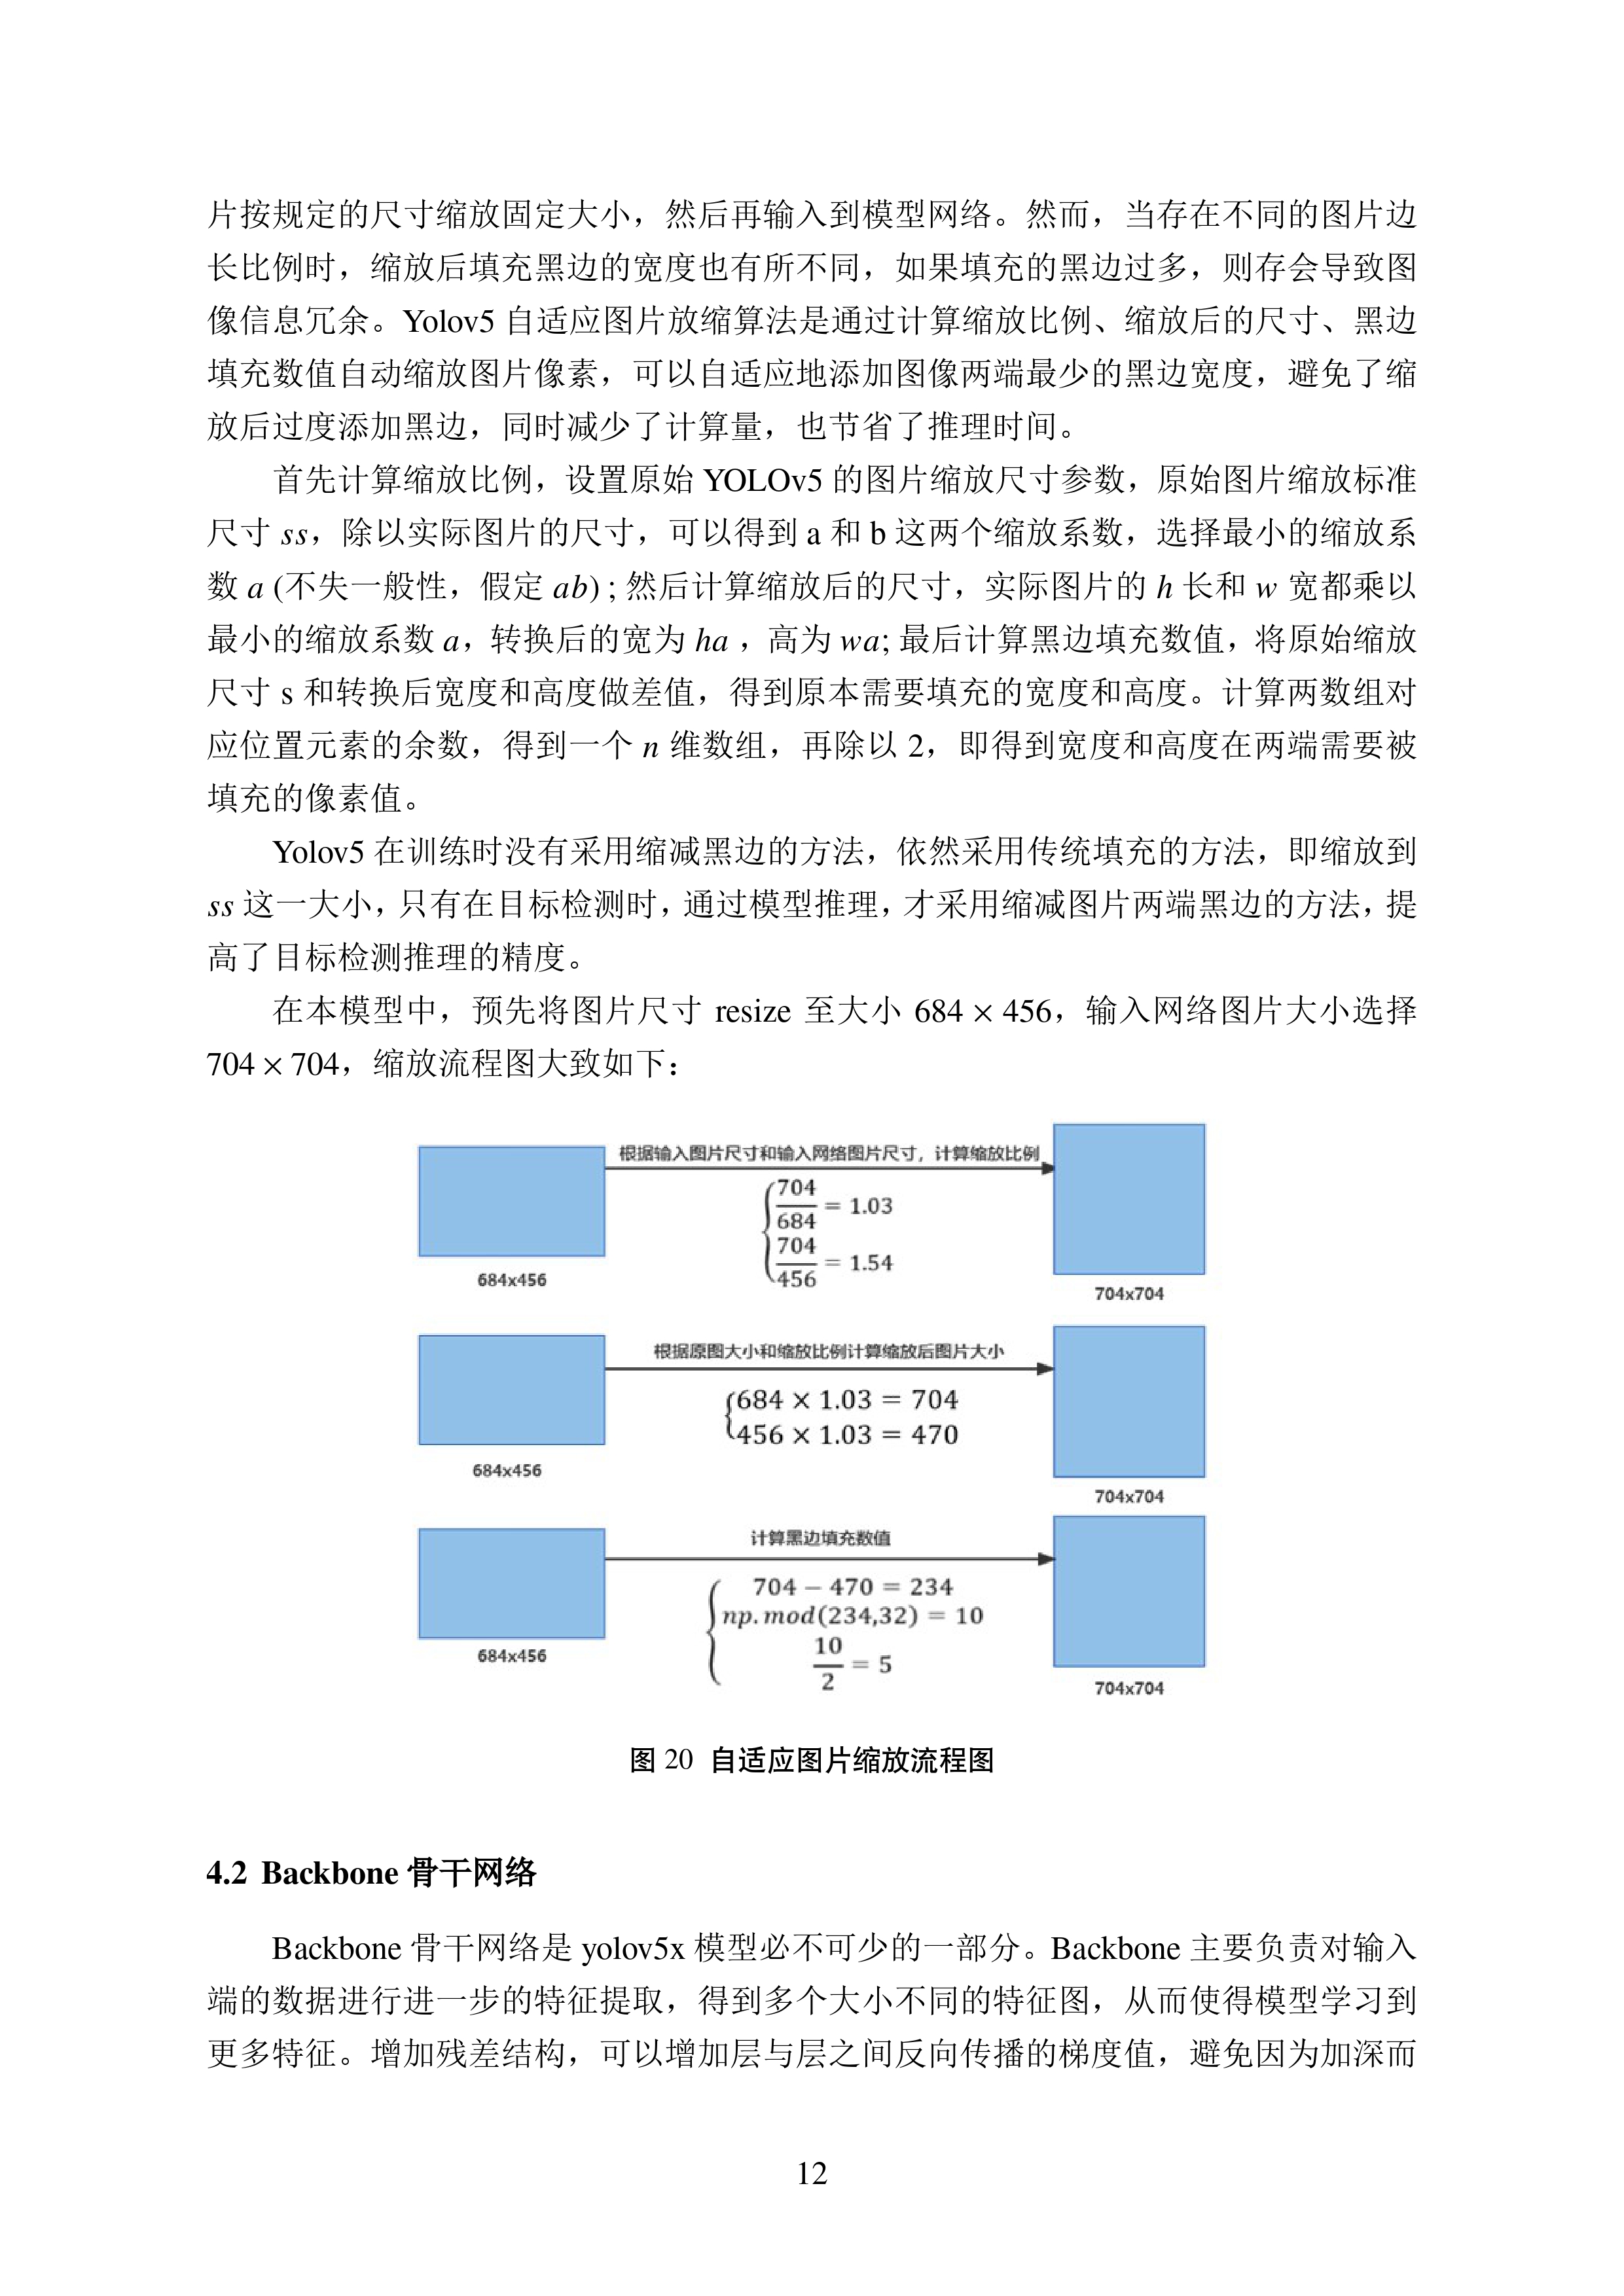 片按规定的尺寸缩放固定大小，然后再输入到模型网络。然而，当存在不同的图片边
长比例时，缩放后填充黑边的宽度也有所不同，如果填充的黑边过多，则存会导致图
像信息冗余。Yolov5 自适应图片放缩算法是通过计算缩放比例、缩放后的尺寸、黑边
填充数值自动缩放图片像素，可以自适应地添加图像两端最少的黑边宽度，避免了缩
放后过度添加黑边，同时减少了计算量，也节省了推理时间。
首先计算缩放比例，设置原始 YOLOv5 的图片缩放尺寸参数，原始图片缩放标准
尺寸 ss，除以实际图片的尺寸，可以得到 a 和 b 这两个缩放系数，选择最小的缩放系
数 a (不失一般性，假定 ab) ; 然后计算缩放后的尺寸，实际图片的 h 长和 w 宽都乘以
最小的缩放系数 a，转换后的宽为 ha ，高为 wa; 最后计算黑边填充数值，将原始缩放
尺寸 s 和转换后宽度和高度做差值，得到原本需要填充的宽度和高度。计算两数组对
应位置元素的余数，得到一个 n 维数组，再除以 2，即得到宽度和高度在两端需要被
填充的像素值。
Yolov5 在训练时没有采用缩减黑边的方法，依然采用传统填充的方法，即缩放到
ss 这一大小，只有在目标检测时，通过模型推理，才采用缩减图片两端黑边的方法，提
高了目标检测推理的精度。
在本模型中，预先将图片尺寸 resize 至大小 684 × 456，输入网络图片大小选择
704 × 704，缩放流程图大致如下：
根据输入图片尺寸和输入网络图片尺寸，计算缩放比例
704/684 = 1.03
704/456 = 1.54
684x456
704x704
根据原图大小和缩放比例计算缩放后图片大小
684 × 1.03 = 704
456 × 1.03 = 470
684x456
704x704
计算黑边填充数值
704 − 470 = 234
np.mod(234,32) = 10
10/2 = 5
684x456
704x704
图 20 自适应图片缩放流程图
4.2 Backbone 骨干网络
Backbone 骨干网络是 yolov5x 模型必不可少的一部分。Backbone 主要负责对输入
端的数据进行进一步的特征提取，得到多个大小不同的特征图，从而使得模型学习到
更多特征。增加残差结构，可以增加层与层之间反向传播的梯度值，避免因为加深而
12